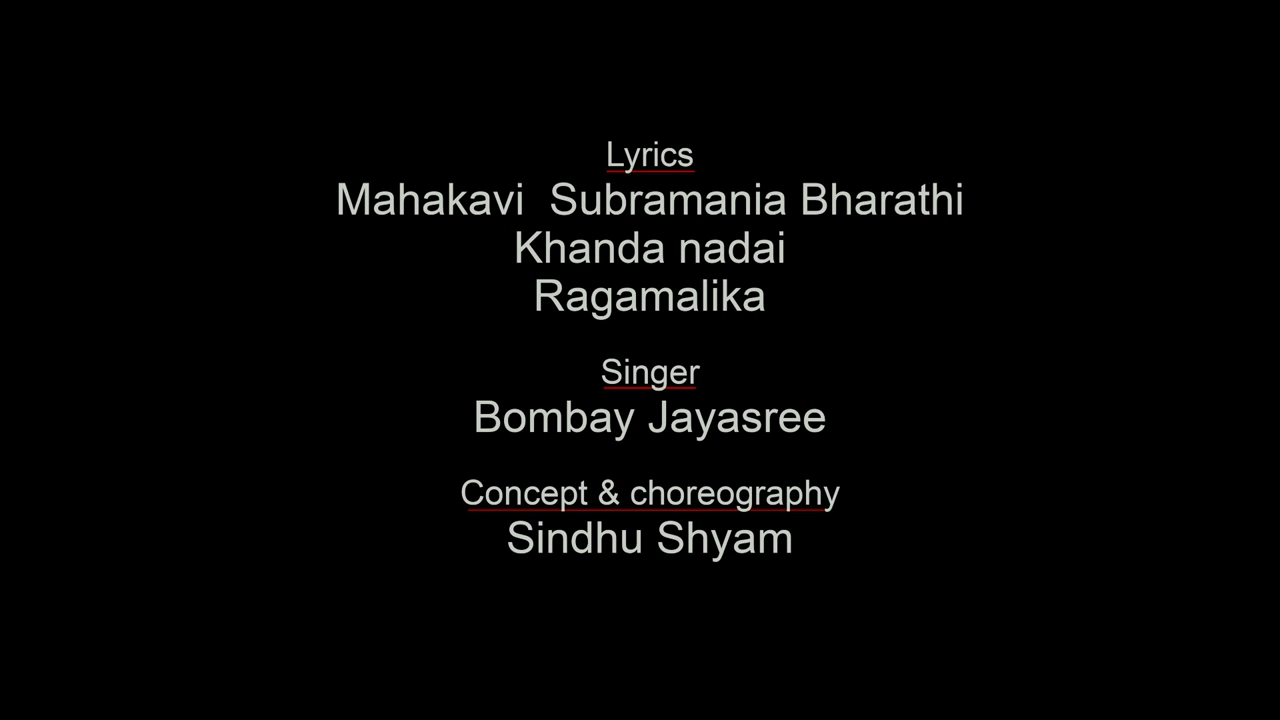 Lyrics
Mahakavi  Subramania Bharathi
Khanda nadai
Ragamalika
Singer
Bombay Jayasree
Concept & choreography
Sindhu Shyam